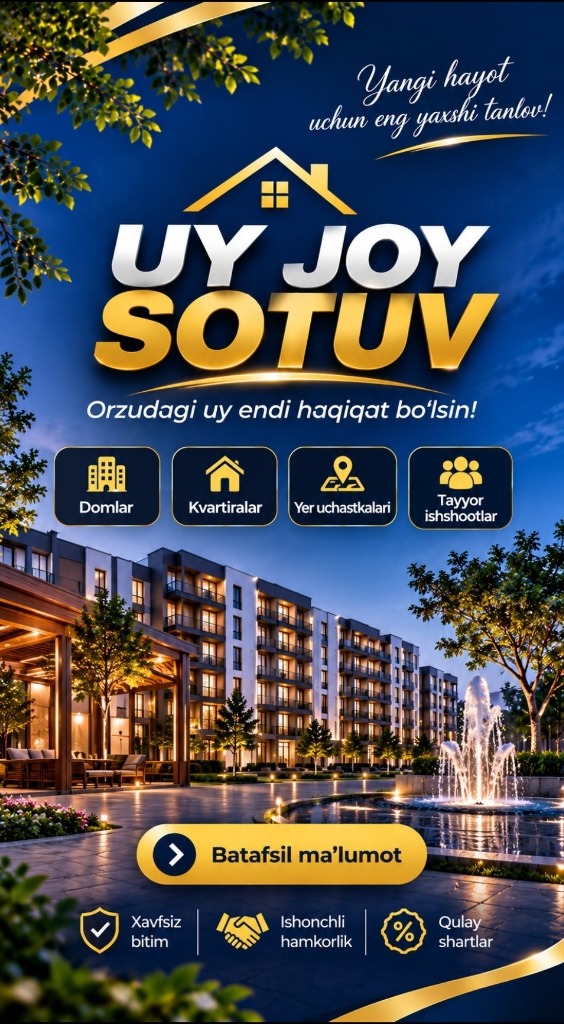 Yangi hayot
uchun eng yaxshi tanlov!
UY JOY
SOTUV
Orzudagi uy endi haqiqat bo‘lsin!
Domlar
Kvartiralar
Yer uchastkalari
Tayyor
ishshootlar
Batafsil ma’lumot
Xavfsiz
bitim
Ishonchli
hamkorlik
Qulay
shartlar